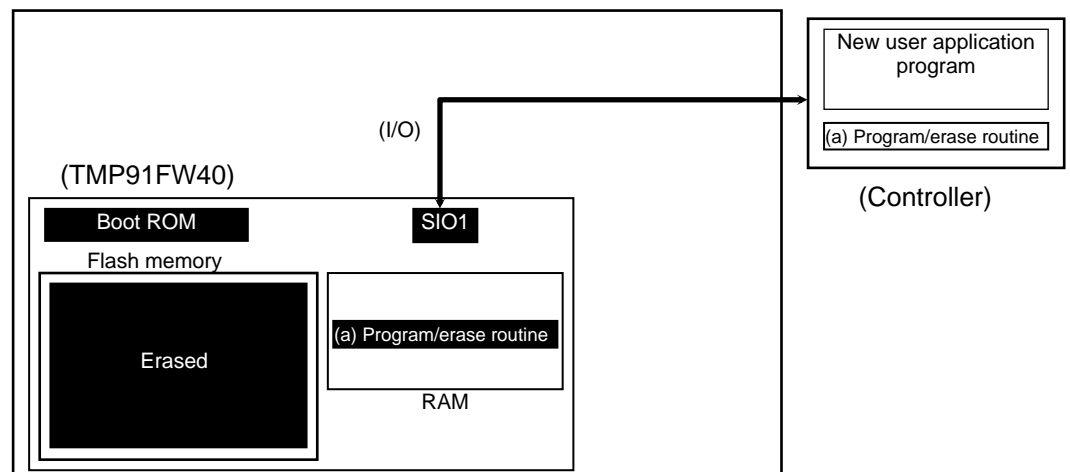 New user application
program
(I/O)
(a) Program/erase routine
(TMP91FW40)
(Controller)
Boot ROM
SIO1
Flash memory
(a) Program/erase routine
Erased
RAM